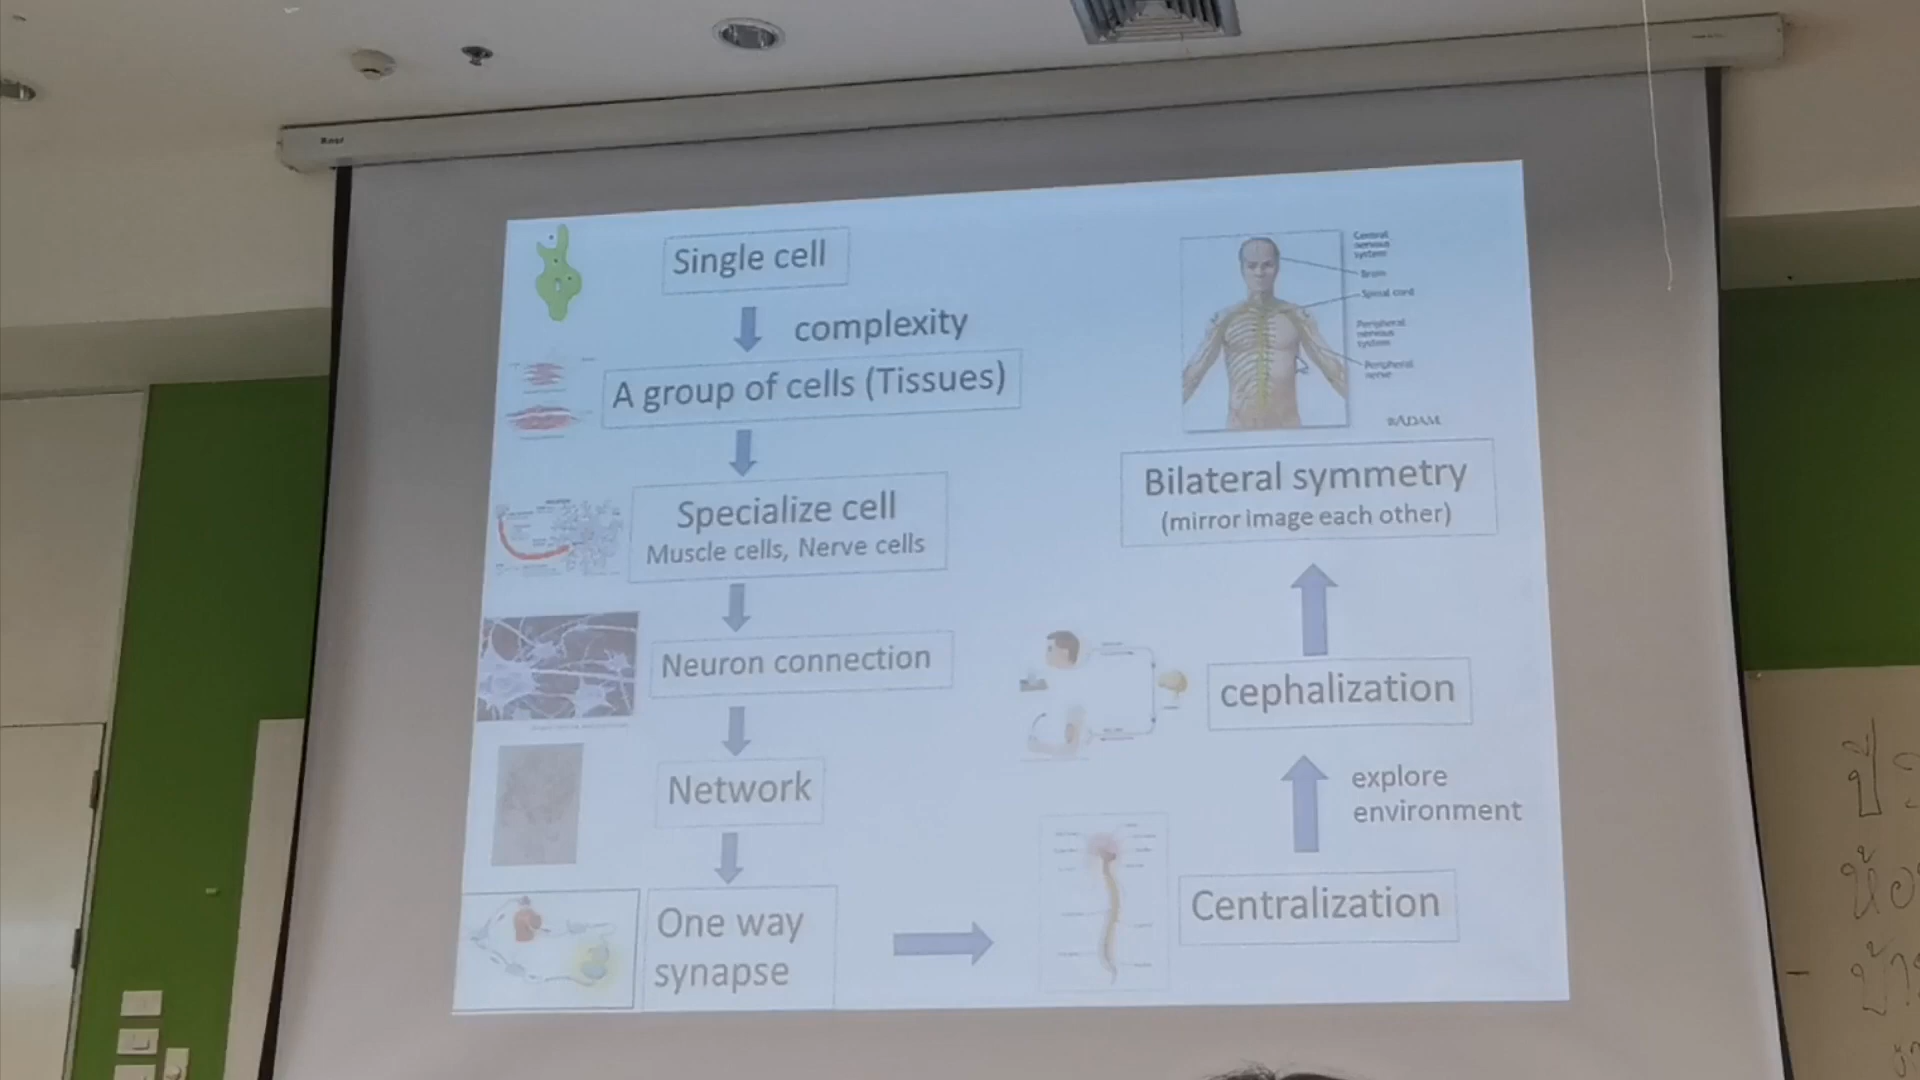 Single cell
complexity
A group of cells (Tissues)
Specialize cell
Muscle cells, Nerve cells
Neuron connection
Network
One way
synapse
Centralization
explore
environment
cephalization
Bilateral symmetry
(mirror image each other)
Central
nervous
system
Brain
Spinal cord
Peripheral
nervous
system
Peripheral
nerve
ADAM